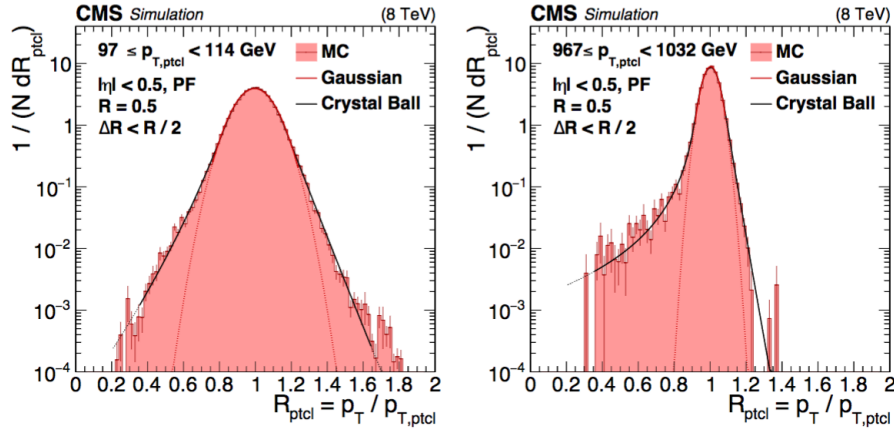 CMS Simulation (8 TeV)
1 / (N dR_ptcl)
97 ≤ p_T,ptcl < 114 GeV
|η| < 0.5, PF
R = 0.5
ΔR < R / 2
MC
Gaussian
Crystal Ball
10
1
10^−1
10^−2
10^−3
10^−4
0 0.2 0.4 0.6 0.8 1 1.2 1.4 1.6 1.8 2
R_ptcl = p_T / p_T,ptcl
CMS Simulation (8 TeV)
1 / (N dR_ptcl)
967≤ p_T,ptcl < 1032 GeV
|η| < 0.5, PF
R = 0.5
ΔR < R / 2
MC
Gaussian
Crystal Ball
10
1
10^−1
10^−2
10^−3
10^−4
0 0.2 0.4 0.6 0.8 1 1.2 1.4 1.6 1.8 2
R_ptcl = p_T / p_T,ptcl